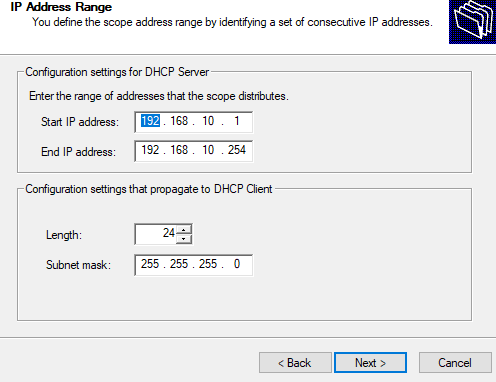 IP Address Range
You define the scope address range by identifying a set of consecutive IP addresses.
Configuration settings for DHCP Server
Enter the range of addresses that the scope distributes.
Start IP address: 192 . 168 . 10 . 1
End IP address: 192 . 168 . 10 . 254
Configuration settings that propagate to DHCP Client
Length: 24
Subnet mask: 255 . 255 . 255 . 0
< Back Next > Cancel